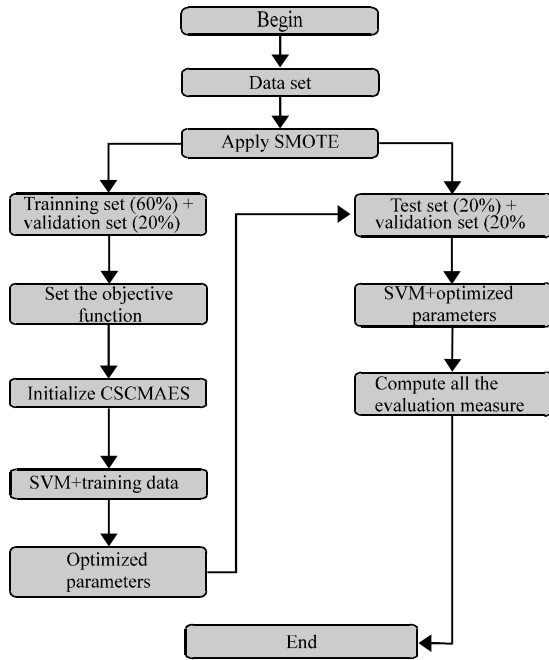 Begin
Data set
Apply SMOTE
Trainning set (60%) +
validation set (20%)
Set the objective
function
Initialize CSCMAES
SVM+training data
Optimized
parameters
Test set (20%) +
validation set (20%
SVM+optimized
parameters
Compute all the
evaluation measure
End